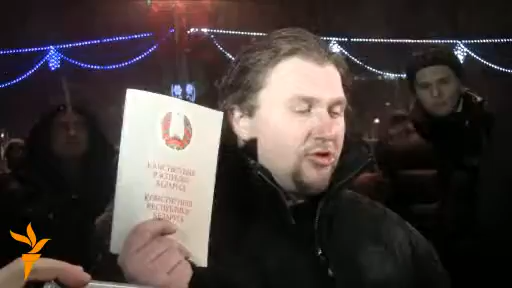 КАНСТЫТУЦЫЯ
РЭСПУБЛІКІ
БЕЛАРУСЬ
КОНСТИТУЦИЯ
РЕСПУБЛИКИ
БЕЛАРУСЬ